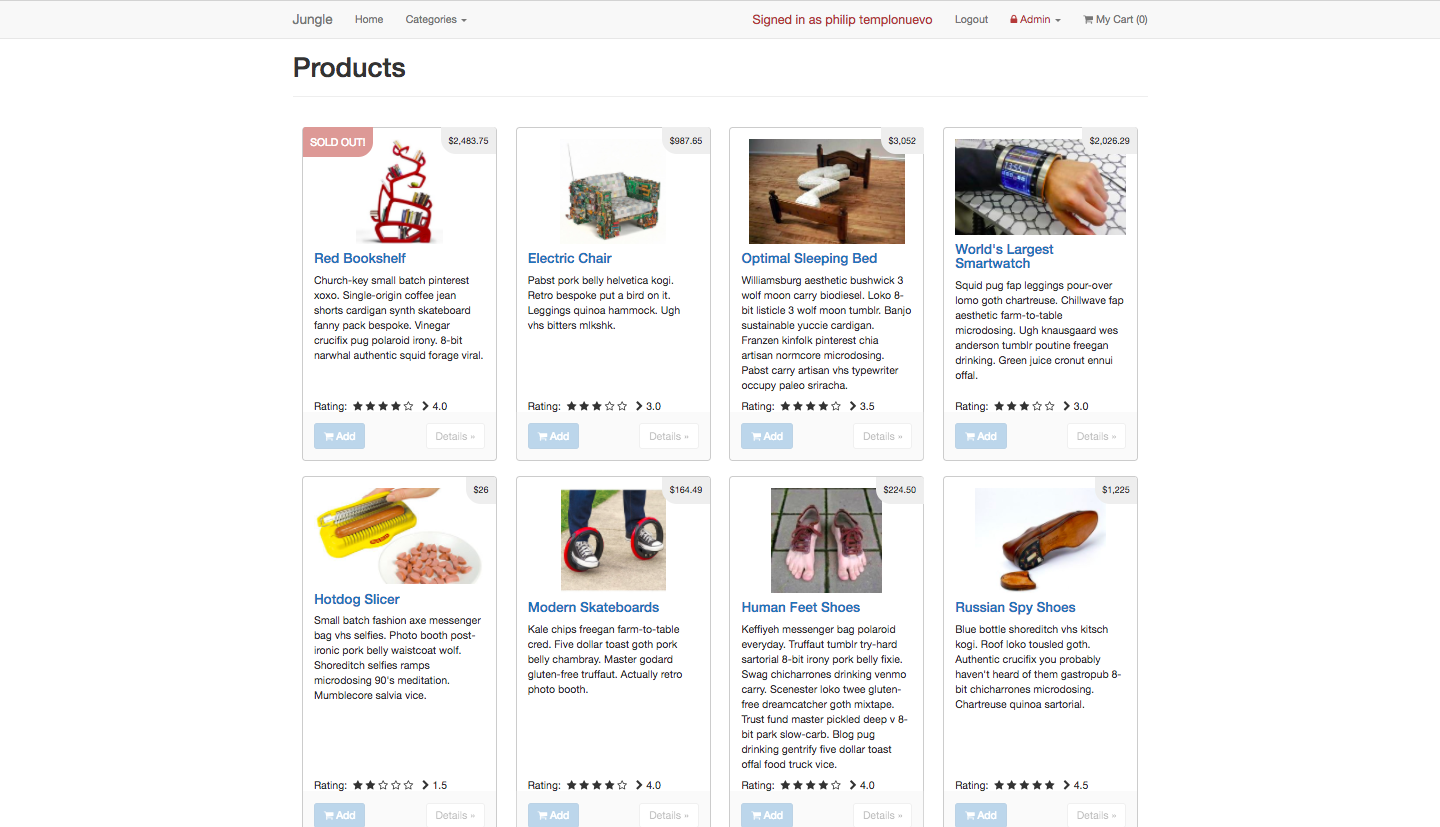 Jungle Home Categories Signed in as philip templonuevo Logout Admin My Cart (0)
Products
SOLD OUT!
$2,483.75
Red Bookshelf
Church-key small batch pinterest
xoxo. Single-origin coffee jean
shorts cardigan synth skateboard
fanny pack bespoke. Vinegar
crucifix pug polaroid irony. 8-bit
narwhal authentic squid forage viral.
Rating: 4.0
Add Details »
$987.65
Electric Chair
Pabst pork belly helvetica kogi.
Retro bespoke put a bird on it.
Leggings quinoa hammock. Ugh
vhs bitters mlkshk.
Rating: 3.0
Add Details »
$3,052
Optimal Sleeping Bed
Williamsburg aesthetic bushwick 3
wolf moon carry biodiesel. Loko 8-
bit listicle 3 wolf moon tumblr. Banjo
sustainable yuccie cardigan.
Franzen kinfolk pinterest chia
artisan normcore microdosing.
Pabst carry artisan vhs typewriter
occupy paleo sriracha.
Rating: 3.5
Add Details »
$2,026.29
World's Largest
Smartwatch
Squid pug fap leggings pour-over
lomo goth chartreuse. Chillwave fap
aesthetic farm-to-table
microdosing. Ugh knausgaard wes
anderson tumblr poutine freegan
drinking. Green juice cronut ennui
offal.
Rating: 3.0
Add Details »
$26
Hotdog Slicer
Small batch fashion axe messenger
bag vhs selfies. Photo booth post-
ironic pork belly waistcoat wolf.
Shoreditch selfies ramps
microdosing 90's meditation.
Mumblecore salvia vice.
Rating: 1.5
Add Details »
$164.49
Modern Skateboards
Kale chips freegan farm-to-table
cred. Five dollar toast goth pork
belly chambray. Master godard
gluten-free truffaut. Actually retro
photo booth.
Rating: 4.0
Add Details »
$224.50
Human Feet Shoes
Keffiyeh messenger bag polaroid
everyday. Truffaut tumblr try-hard
sartorial 8-bit irony pork belly fixie.
Swag chicharrones drinking venmo
carry. Scenester loko twee gluten-
free dreamcatcher goth mixtape.
Trust fund master pickled deep v 8-
bit park slow-carb. Blog pug
drinking gentrify five dollar toast
offal food truck vice.
Rating: 4.0
Add Details »
$1,225
Russian Spy Shoes
Blue bottle shoreditch vhs kitsch
kogi. Roof loko tousled goth.
Authentic crucifix you probably
haven't heard of them gastropub 8-
bit chicharrones microdosing.
Chartreuse quinoa sartorial.
Rating: 4.5
Add Details »